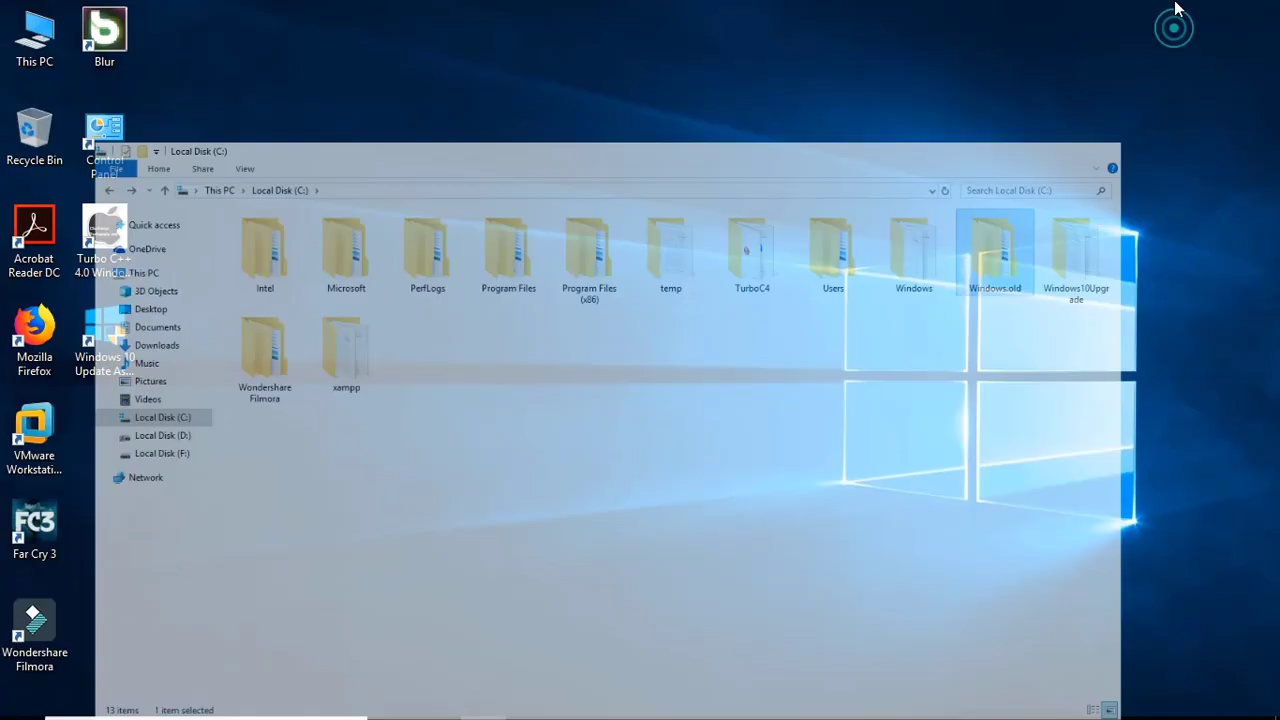 This PC
Blur
Recycle Bin
Control
Panel
Acrobat
Reader DC
Turbo C++
4.0 Windo...
Mozilla
Firefox
Windows 10
Update As...
VMware
Workstati...
FC3
Far Cry 3
Wondershare
Filmora
Local Disk (C:)
File
Home
Share
View
This PC
Local Disk (C:)
Search Local Disk (C:)
Quick access
OneDrive
This PC
3D Objects
Desktop
Documents
Downloads
Music
Pictures
Videos
Local Disk (C:)
Local Disk (D:)
Local Disk (F:)
Network
Intel
Microsoft
PerfLogs
Program Files
Program Files
(x86)
temp
TurboC4
Users
Windows
Windows.old
Windows10Upgr
ade
Wondershare
Filmora
xampp
13 items
1 item selected